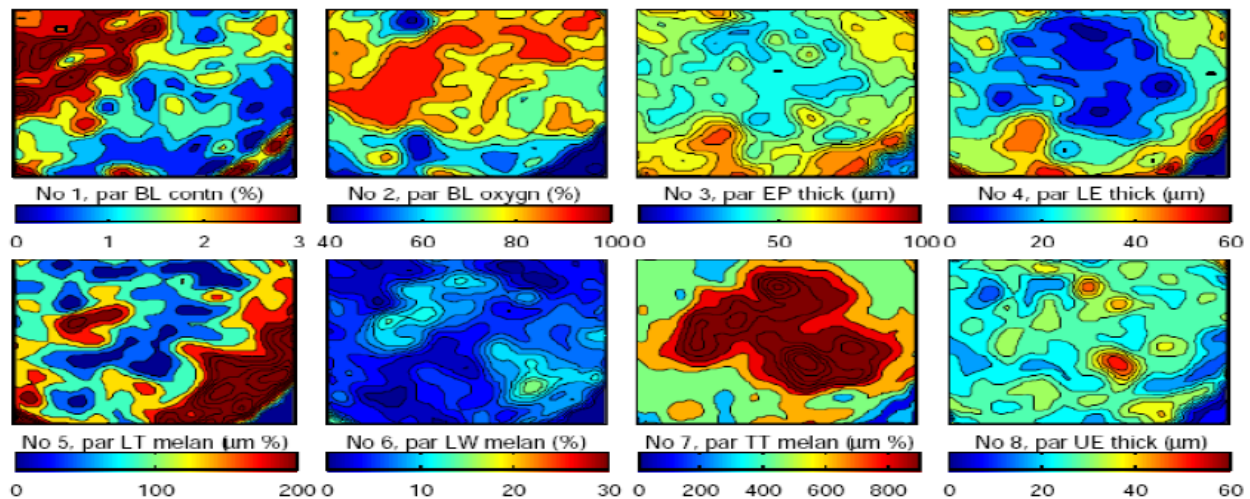 No 1, par BL contn (%) No 2, par BL oxygn (%) No 3, par EP thick (µm) No 4, par LE thick (µm)
0 1 2 3 40 60 80 100 0 50 100 0 20 40 60
No 5, par LT melan (µm %) No 6, par LW melan (%) No 7, par TT melan (µm %) No 8, par UE thick (µm)
0 100 200 0 10 20 30 0 200 400 600 800 0 20 40 60